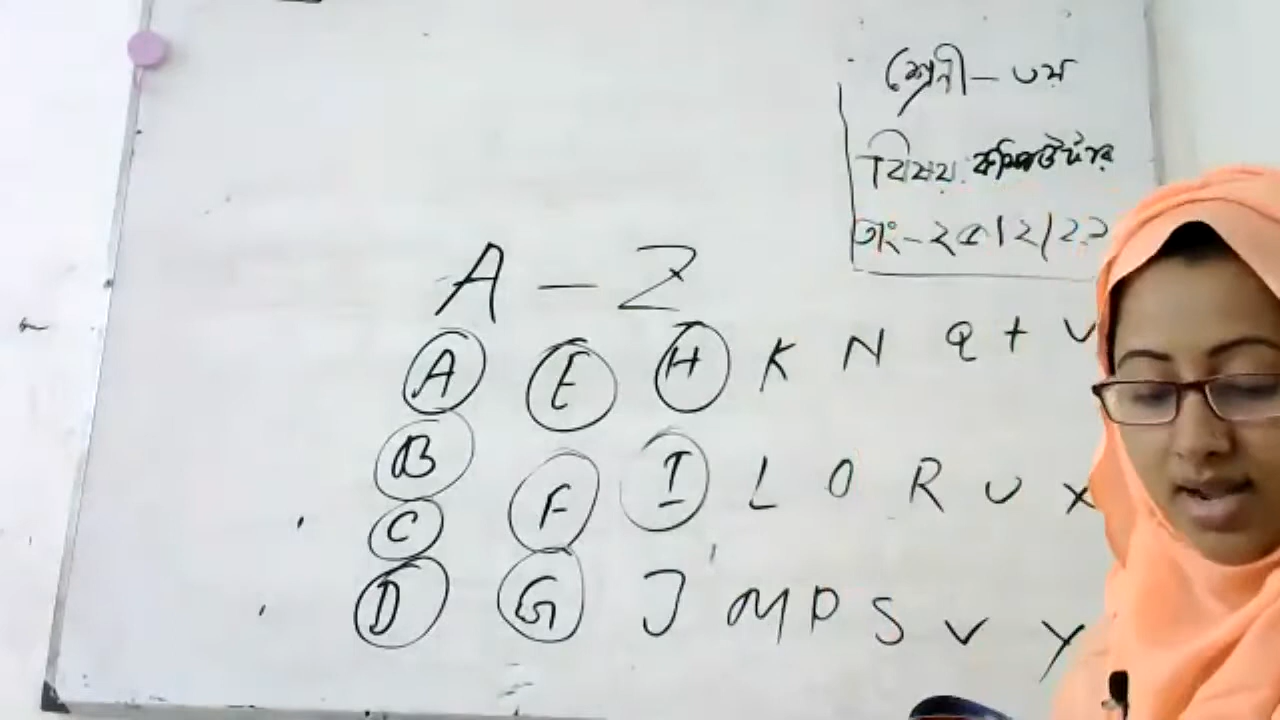 শ্রেনী - ৩য়
বিষয়: কম্পিউটার
তাং - ২৫/২/২২
A - Z
A E H K N Q + V
B
F I L O R U X
C
D G J M P S V Y